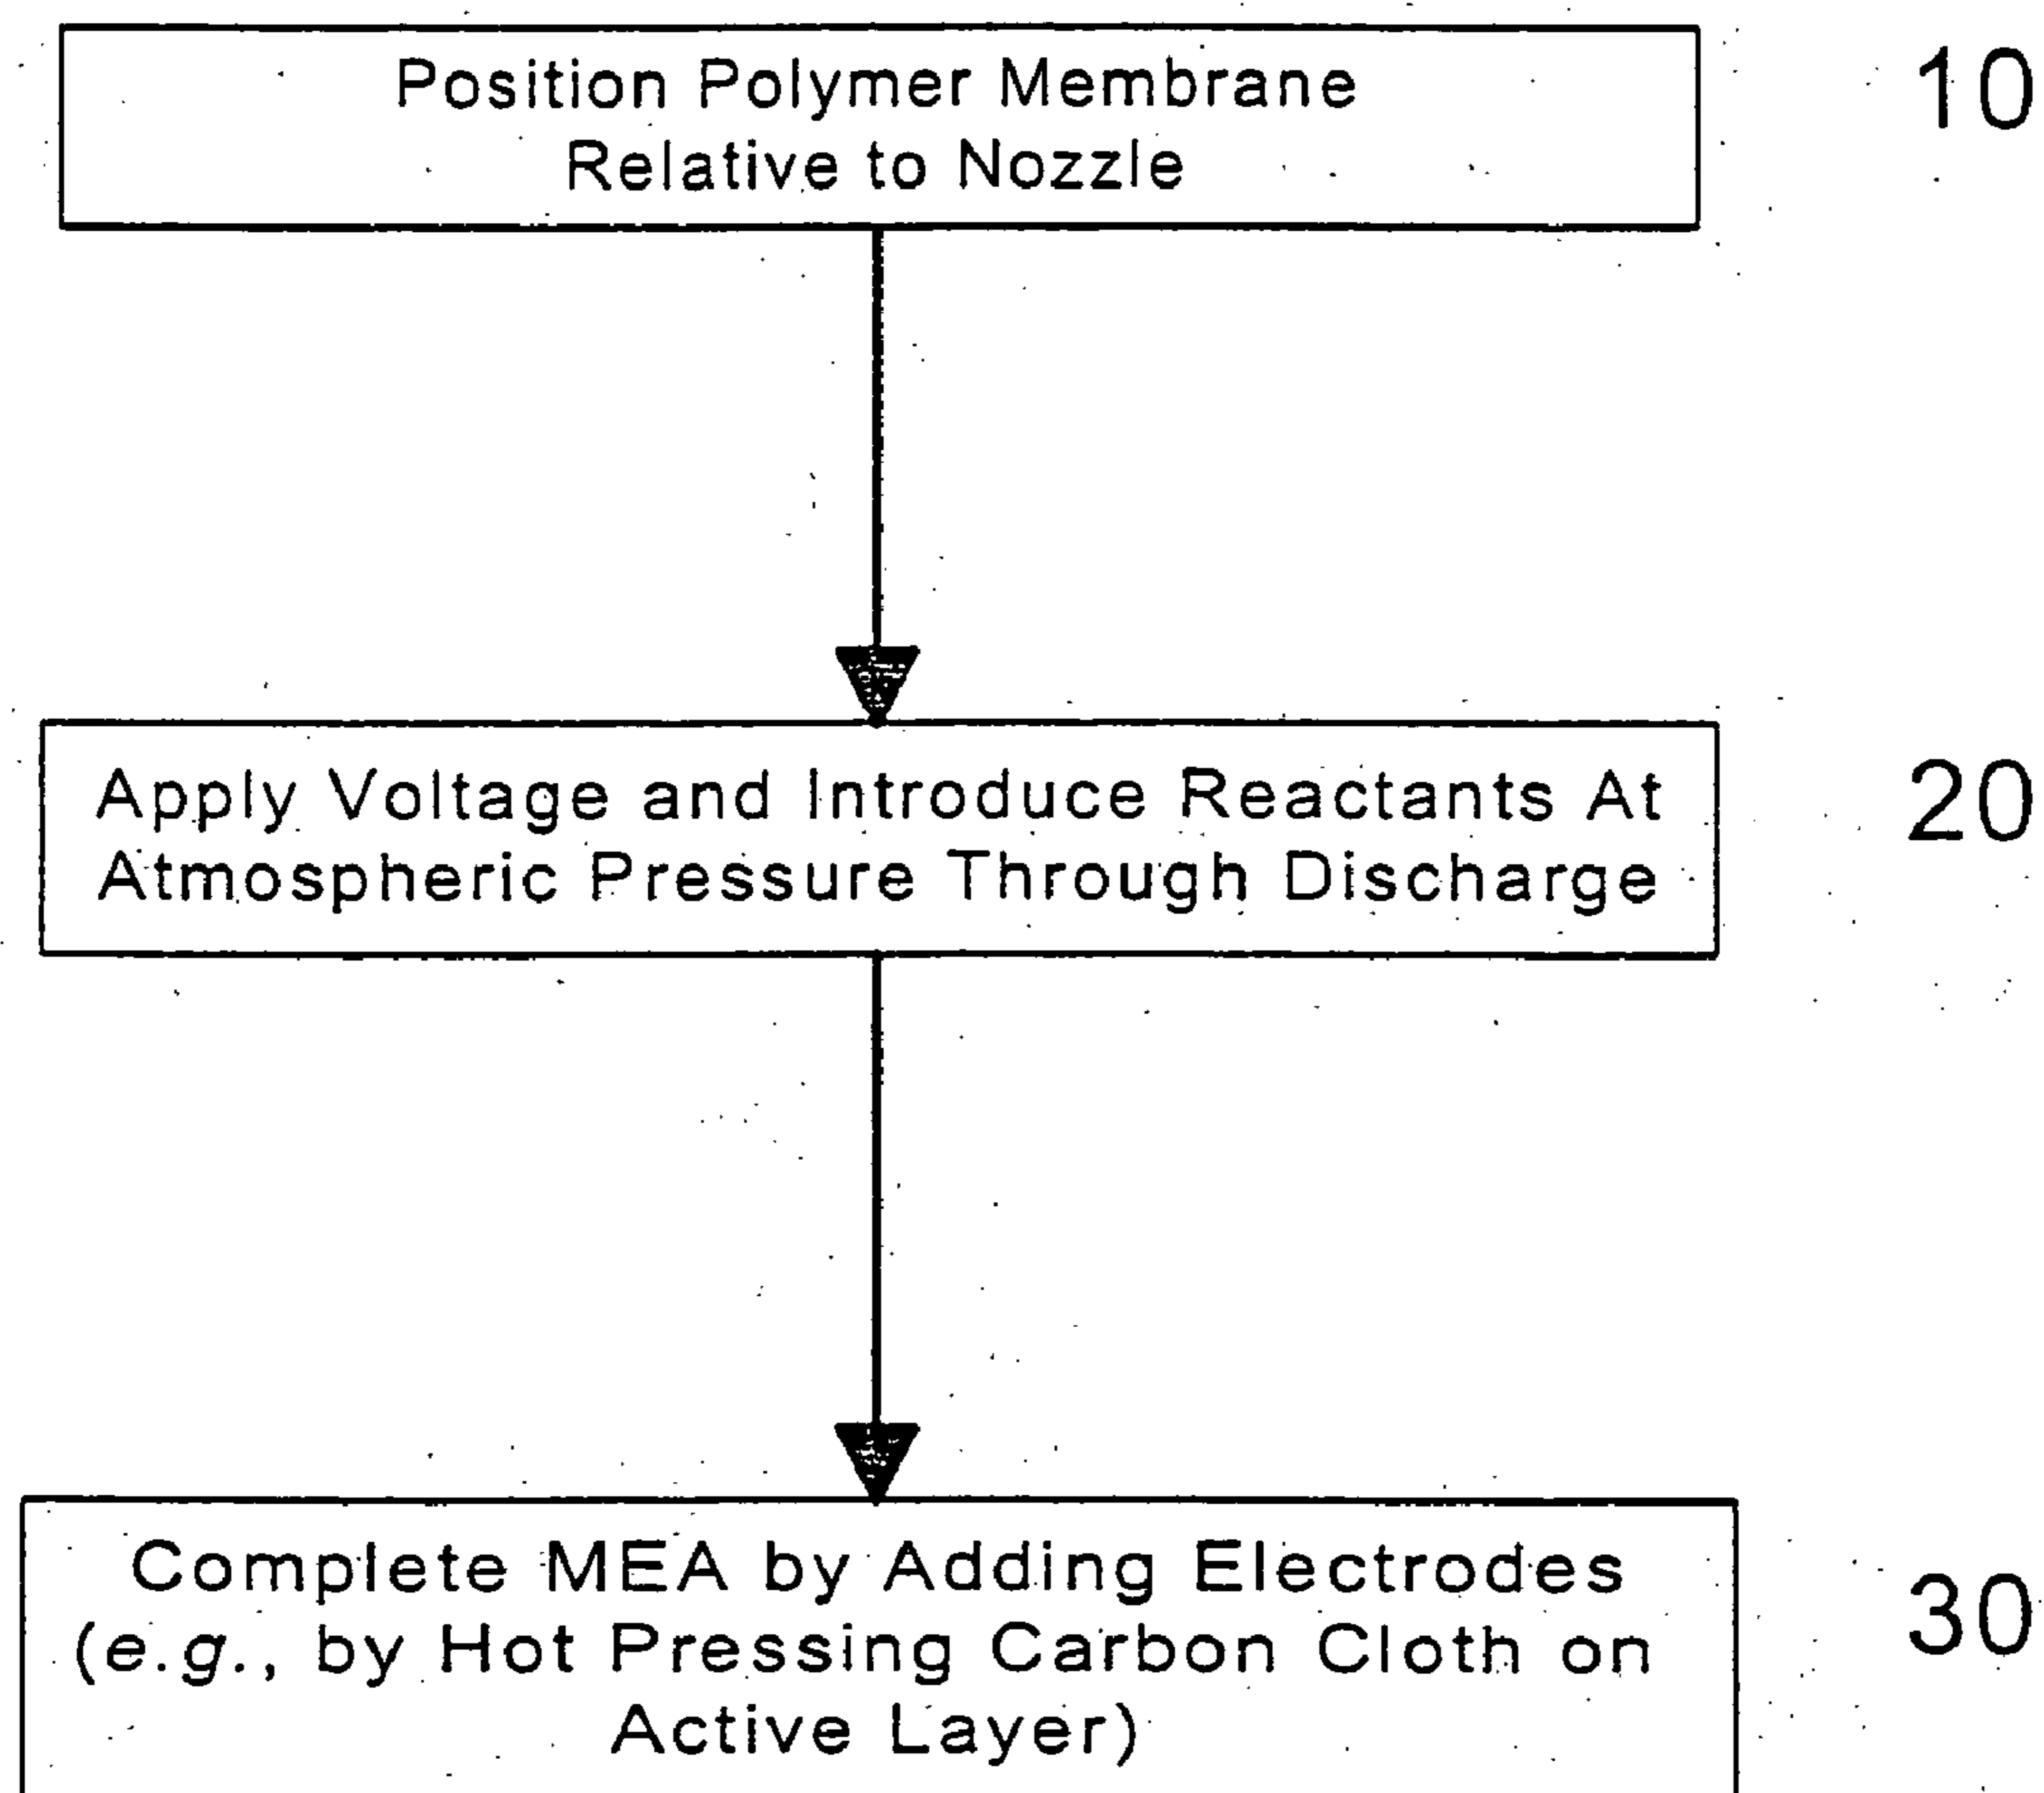 Position Polymer Membrane
Relative to Nozzle
10
Apply Voltage and Introduce Reactants At
Atmospheric Pressure Through Discharge
20
Complete MEA by Adding Electrodes
(e.g., by Hot Pressing Carbon Cloth on
Active Layer)
30